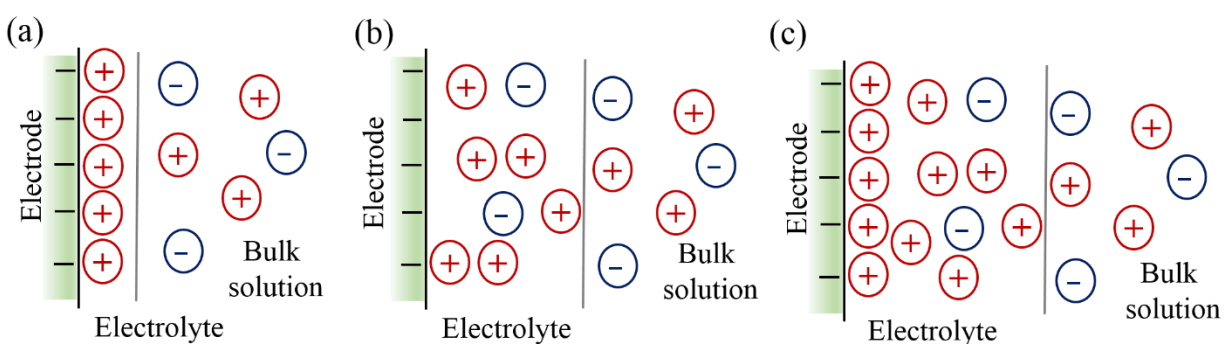 (a)
Electrode
Bulk
solution
Electrolyte
(b)
Electrode
Bulk
solution
Electrolyte
(c)
Electrode
Bulk
solution
Electrolyte